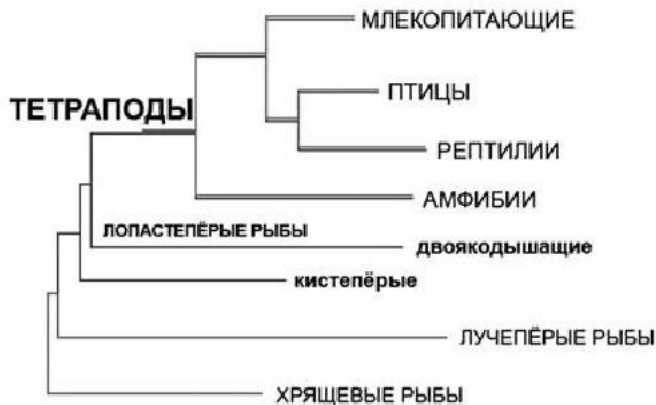 МЛЕКОПИТАЮЩИЕ
ПТИЦЫ
ТЕТРАПОДЫ
РЕПТИЛИИ
АМФИБИИ
ЛОПАСТЕПЁРЫЕ РЫБЫ
двоякодышащие
кистепёрые
ЛУЧЕПЁРЫЕ РЫБЫ
ХРЯЩЕВЫЕ РЫБЫ